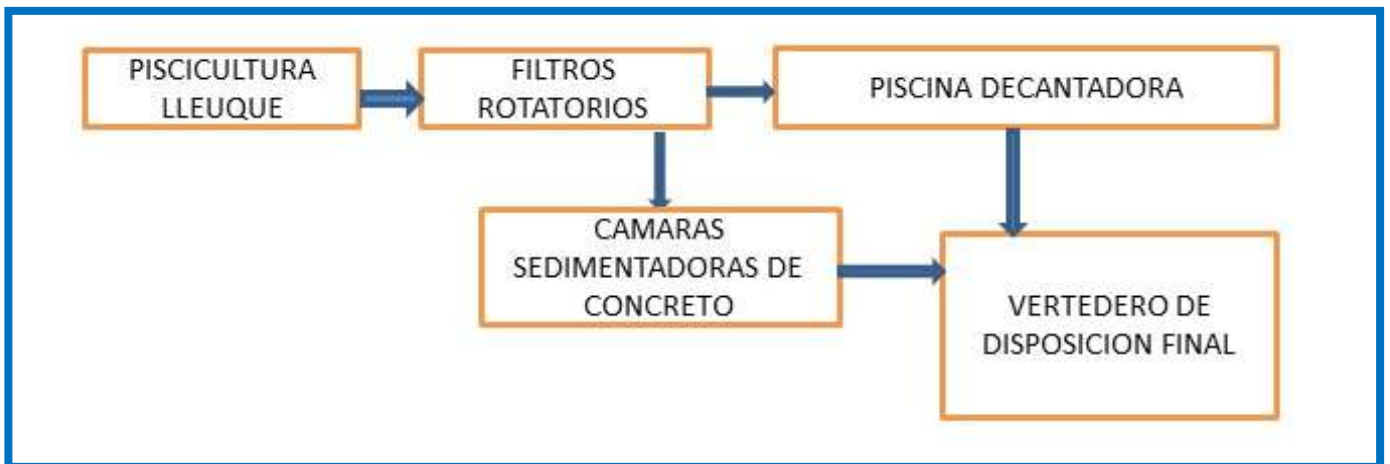 PISCICULTURA
LLEUQUE
FILTROS
ROTATORIOS
PISCINA DECANTADORA
CAMARAS
SEDIMENTADORAS DE
CONCRETO
VERTEDERO DE
DISPOSICION FINAL